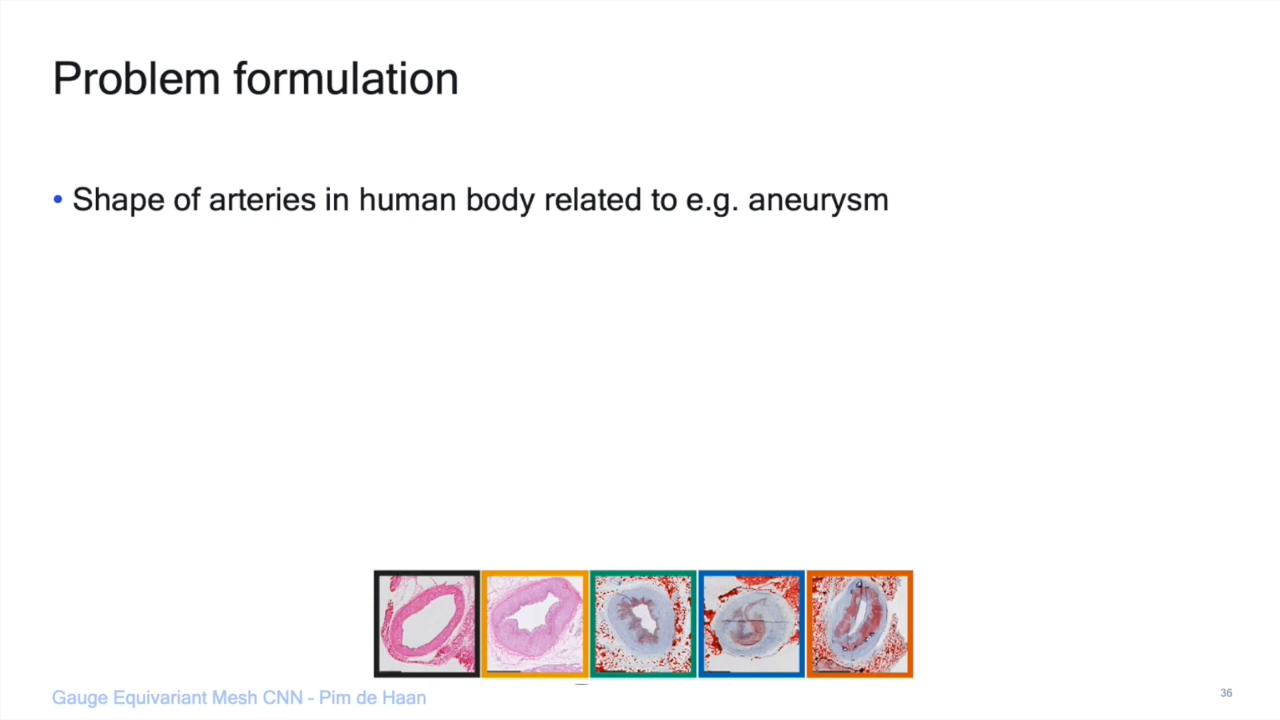 Problem formulation
• Shape of arteries in human body related to e.g. aneurysm
Gauge Equivariant Mesh CNN - Pim de Haan
36